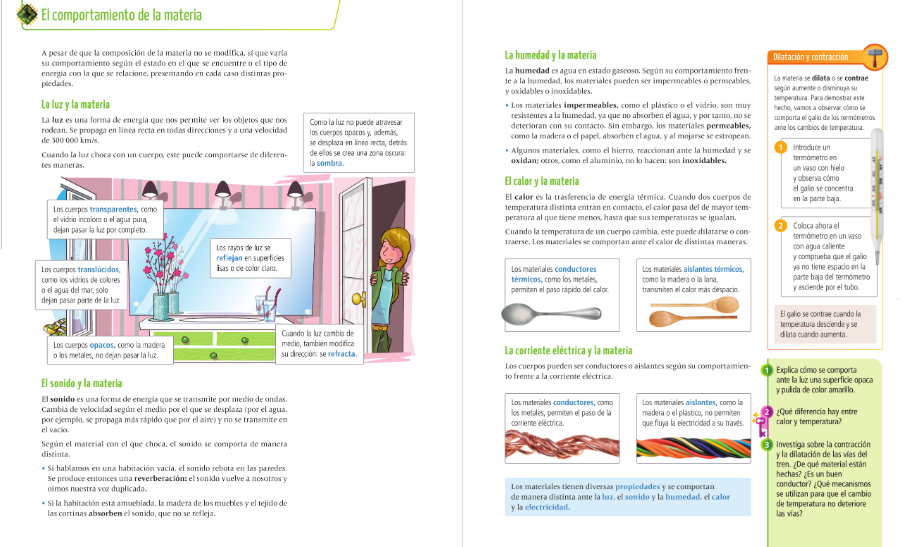 El comportamiento de la materia
A pesar de que la composición de la materia no se modifica, sí que varía
su comportamiento según el estado en el que se encuentre o el tipo de
energía con la que se relacione, presentando en cada caso distintas pro-
piedades.
La luz y la materia
La luz es una forma de energía que nos permite ver los objetos que nos
rodean. Se propaga en línea recta en todas direcciones y a una velocidad
de 300 000 km/s.
Cuando la luz choca con un cuerpo, este puede comportarse de diferen-
tes maneras.
Como la luz no puede atravesar
los cuerpos opacos y, además,
se desplaza en línea recta, detrás
de ellos se crea una zona oscura:
la sombra.
Los cuerpos transparentes, como
el vidrio incoloro o el agua pura,
dejan pasar la luz por completo.
Los rayos de luz se
reflejan en superficies
lisas o de color claro.
Los cuerpos translúcidos,
como los vidrios de colores
o el agua del mar, solo
dejan pasar parte de la luz.
Los cuerpos opacos, como la madera
o los metales, no dejan pasar la luz.
Cuando la luz cambia de
medio, también modifica
su dirección: se refracta.
El sonido y la materia
El sonido es una forma de energía que se transmite por medio de ondas.
Cambia de velocidad según el medio por el que se desplaza (por el agua,
por ejemplo, se propaga más rápido que por el aire) y no se transmite en
el vacío.
Según el material con el que choca, el sonido se comporta de manera
distinta.
• Si hablamos en una habitación vacía, el sonido rebota en las paredes.
Se produce entonces una reverberación: el sonido vuelve a nosotros y
oímos nuestra voz duplicada.
• Si la habitación está amueblada, la madera de los muebles y el tejido de
las cortinas absorben el sonido, que no se refleja.
La humedad y la materia
La humedad es agua en estado gaseoso. Según su comportamiento fren-
te a la humedad, los materiales pueden ser impermeables o permeables,
y oxidables o inoxidables.
• Los materiales impermeables, como el plástico o el vidrio, son muy
resistentes a la humedad, ya que no absorben el agua, y por tanto, no se
deterioran con su contacto. Sin embargo, los materiales permeables,
como la madera o el papel, absorben el agua, y al mojarse se estropean.
• Algunos materiales, como el hierro, reaccionan ante la humedad y se
oxidan; otros, como el aluminio, no lo hacen: son inoxidables.
El calor y la materia
El calor es la trasferencia de energía térmica. Cuando dos cuerpos de
temperatura distinta entran en contacto, el calor pasa del de mayor tem-
peratura al que tiene menos, hasta que sus temperaturas se igualan.
Cuando la temperatura de un cuerpo cambia, este puede dilatarse o con-
traerse. Los materiales se comportan ante el calor de distintas maneras.
Los materiales conductores
térmicos, como los metales,
permiten el paso rápido del calor.
Los materiales aislantes térmicos,
como la madera o la lana,
transmiten el calor más despacio.
La corriente eléctrica y la materia
Los cuerpos pueden ser conductores o aislantes según su comportamien-
to frente a la corriente eléctrica.
Los materiales conductores, como
los metales, permiten el paso de la
corriente eléctrica.
Los materiales aislantes, como la
madera o el plástico, no permiten
que fluya la electricidad a su través.
Los materiales tienen diversas propiedades y se comportan
de manera distinta ante la luz, el sonido y la humedad, el calor
y la electricidad.
Dilatación y contracción
La materia se dilata o se contrae
según aumente o disminuya su
temperatura. Para demostrar este
hecho, vamos a observar cómo se
comporta el galio de los termómetros
ante los cambios de temperatura.
1 Introduce un
termómetro en
un vaso con hielo
y observa cómo
el galio se concentra
en la parte baja.
2 Coloca ahora el
termómetro en un vaso
con agua caliente
y comprueba que el galio
ya no tiene espacio en la
parte baja del termómetro
y asciende por el tubo.
El galio se contrae cuando la
temperatura desciende y se
dilata cuando aumenta.
1 Explica cómo se comporta
ante la luz una superficie opaca
y pulida de color amarillo.
2 ¿Qué diferencia hay entre
calor y temperatura?
3 Investiga sobre la contracción
y la dilatación de las vías del
tren. ¿De qué material están
hechas? ¿Es un buen
conductor? ¿Qué mecanismos
se utilizan para que el cambio
de temperatura no deteriore
las vías?